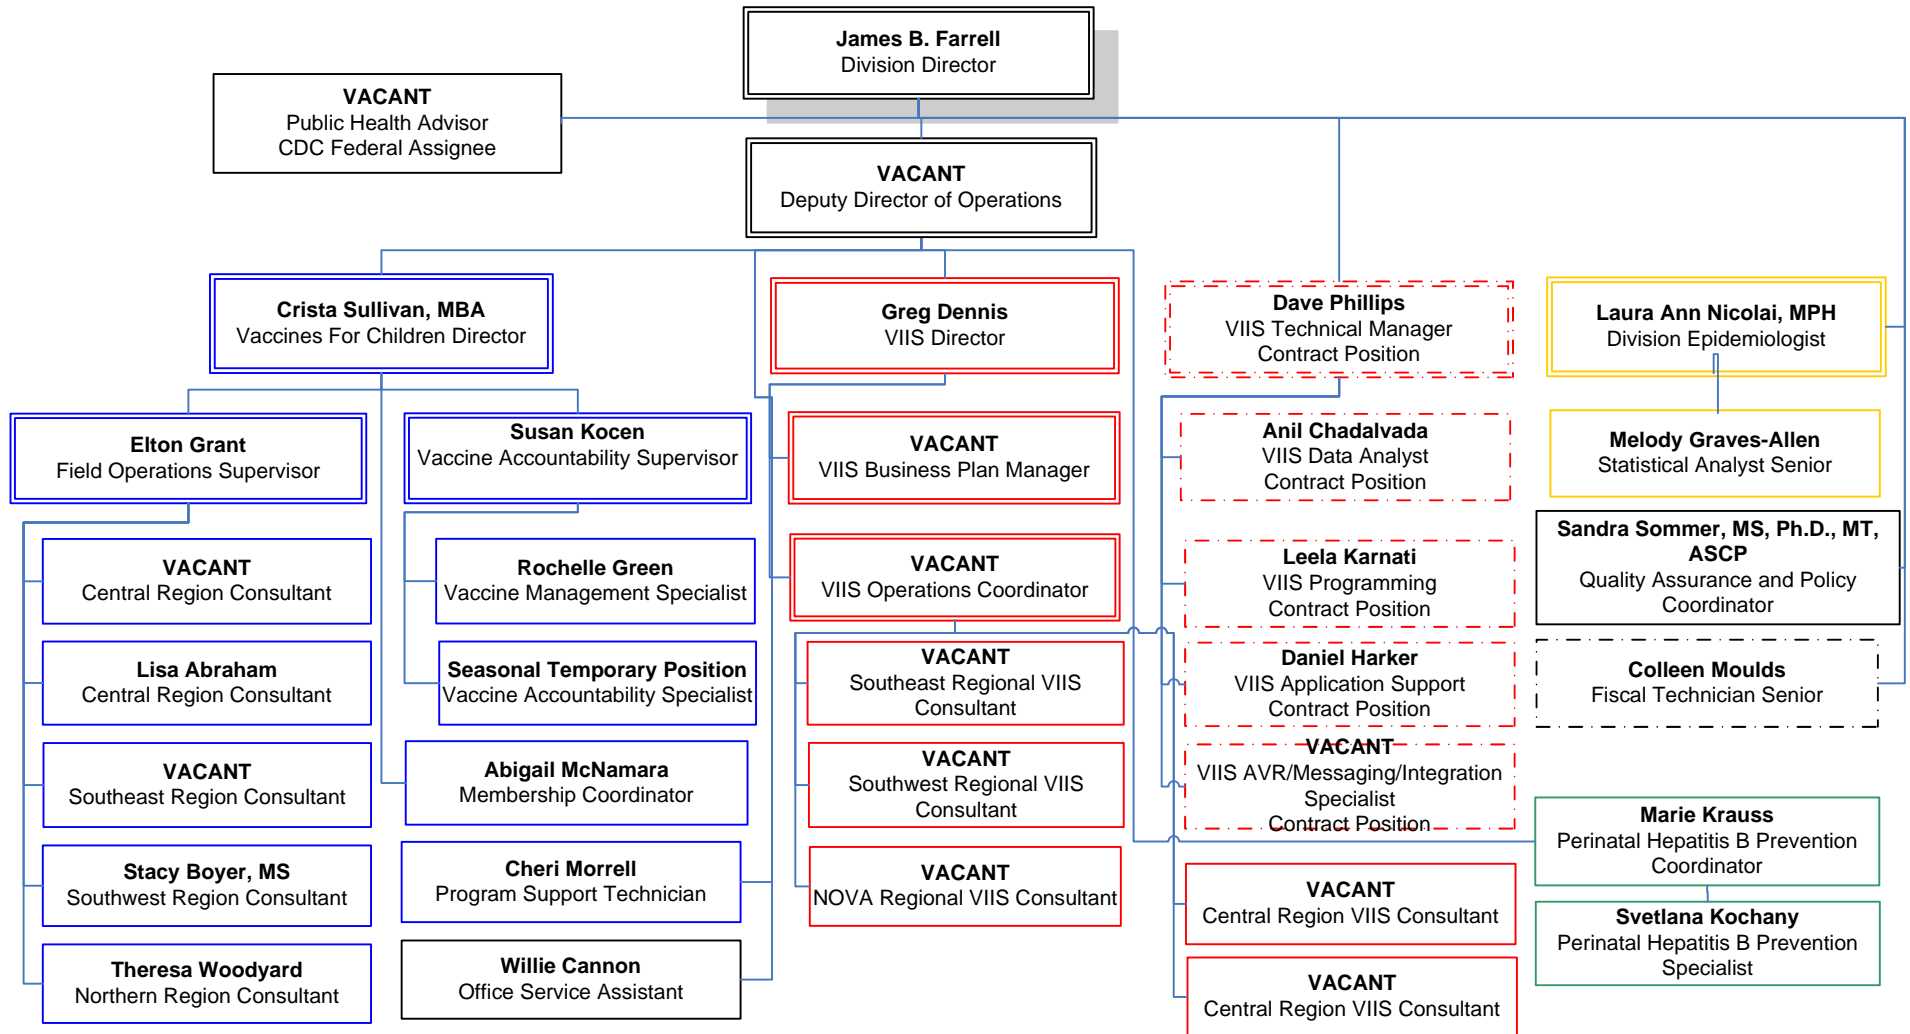 James B. Farrell
Division Director
VACANT
Public Health Advisor
CDC Federal Assignee
VACANT
Deputy Director of Operations
Crista Sullivan, MBA
Vaccines For Children Director
Greg Dennis
VIIS Director
Dave Phillips
VIIS Technical Manager
Contract Position
Laura Ann Nicolai, MPH
Division Epidemiologist
Elton Grant
Field Operations Supervisor
Susan Kocen
Vaccine Accountability Supervisor
VACANT
VIIS Business Plan Manager
Anil Chadalvada
VIIS Data Analyst
Contract Position
Melody Graves-Allen
Statistical Analyst Senior
VACANT
Central Region Consultant
Rochelle Green
Vaccine Management Specialist
VACANT
VIIS Operations Coordinator
Leela Karnati
VIIS Programming
Contract Position
Sandra Sommer, MS, Ph.D., MT,
ASCP
Quality Assurance and Policy
Coordinator
Lisa Abraham
Central Region Consultant
Seasonal Temporary Position
Vaccine Accountability Specialist
VACANT
Southeast Regional VIIS
Consultant
Daniel Harker
VIIS Application Support
Contract Position
Colleen Moulds
Fiscal Technician Senior
VACANT
Southeast Region Consultant
Abigail McNamara
Membership Coordinator
VACANT
Southwest Regional VIIS
Consultant
VACANT
VIIS AVR/Messaging/Integration
Specialist
Contract Position
Marie Krauss
Perinatal Hepatitis B Prevention
Coordinator
Stacy Boyer, MS
Southwest Region Consultant
Cheri Morrell
Program Support Technician
VACANT
NOVA Regional VIIS Consultant
VACANT
Central Region VIIS Consultant
Svetlana Kochany
Perinatal Hepatitis B Prevention
Specialist
Theresa Woodyard
Northern Region Consultant
Willie Cannon
Office Service Assistant
VACANT
Central Region VIIS Consultant